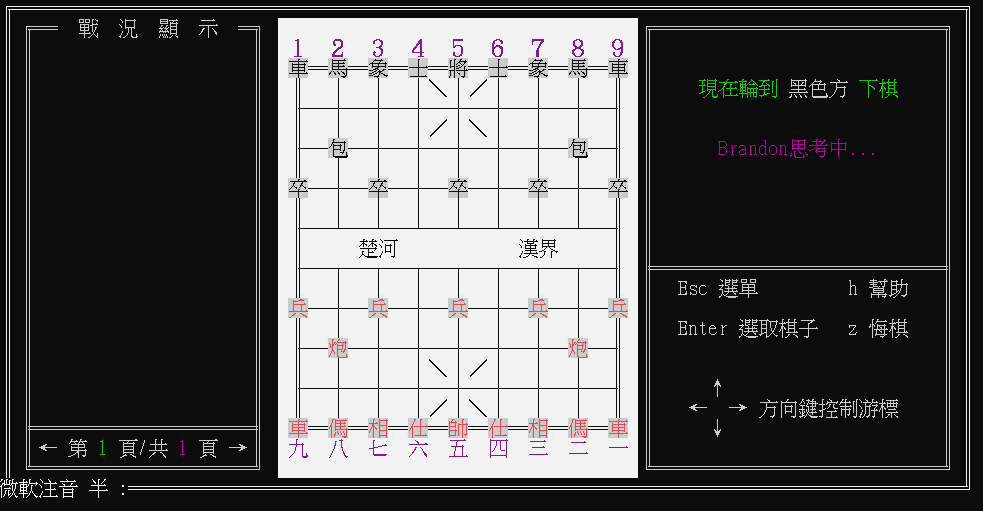 戰 況 顯 示
← 第 1 頁/共 1 頁 →
1 2 3 4 5 6 7 8 9
車 馬 象 士 將 士 象 馬 車
包 包
卒 卒 卒 卒 卒
楚河 漢界
兵 兵 兵 兵 兵
炮 炮
車 傌 相 仕 帥 仕 相 傌 車
九 八 七 六 五 四 三 二 一
現在輪到 黑色方 下棋
Brandon思考中...
Esc 選單 h 幫助
Enter 選取棋子 z 悔棋
↑
← → 方向鍵控制游標
↓
微軟注音 半 :